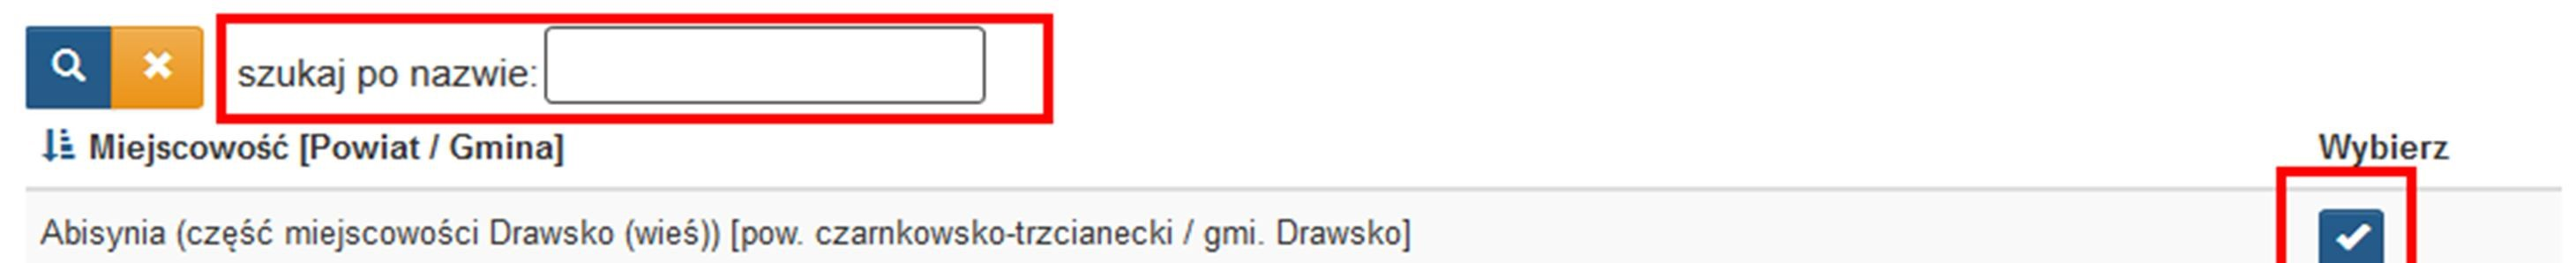 szukaj po nazwie:
Miejscowość [Powiat / Gmina] Wybierz
Abisynia (część miejscowości Drawsko (wieś)) [pow. czarnkowsko-trzcianecki / gmi. Drawsko]